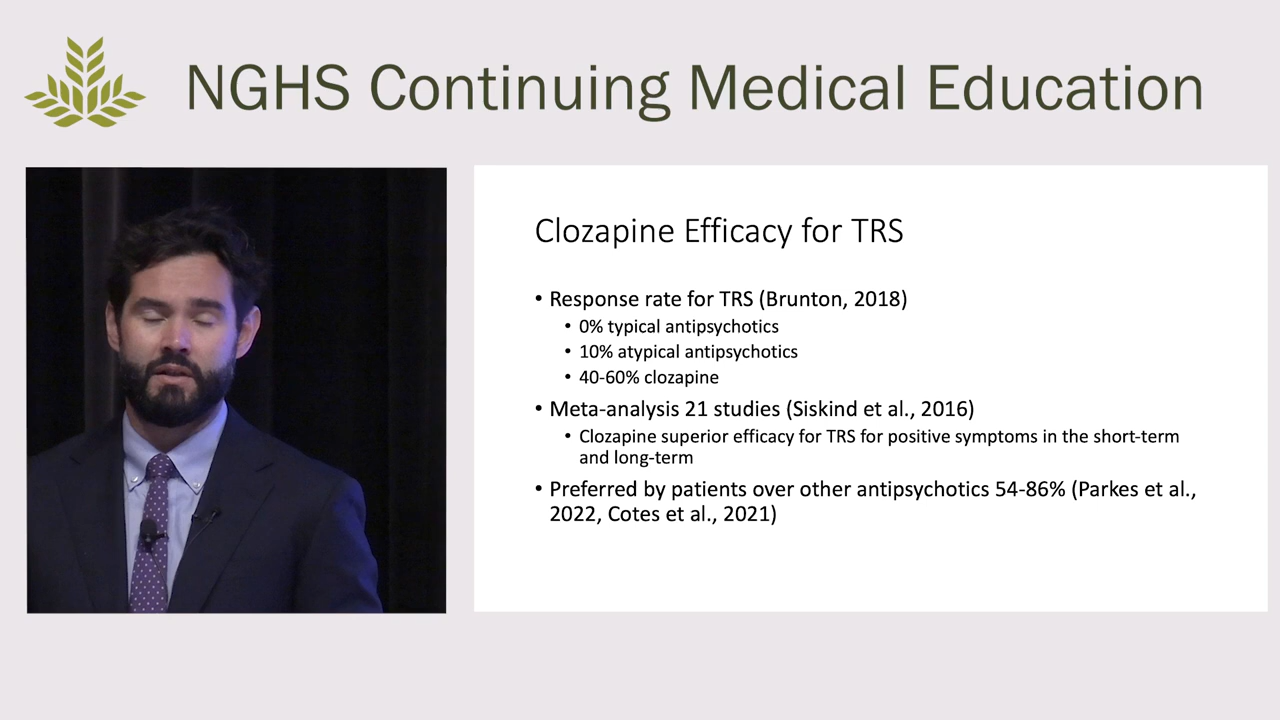 NGHS Continuing Medical Education
Clozapine Efficacy for TRS
• Response rate for TRS (Brunton, 2018)
• 0% typical antipsychotics
• 10% atypical antipsychotics
• 40-60% clozapine
• Meta-analysis 21 studies (Siskind et al., 2016)
• Clozapine superior efficacy for TRS for positive symptoms in the short-term
and long-term
• Preferred by patients over other antipsychotics 54-86% (Parkes et al.,
2022, Cotes et al., 2021)